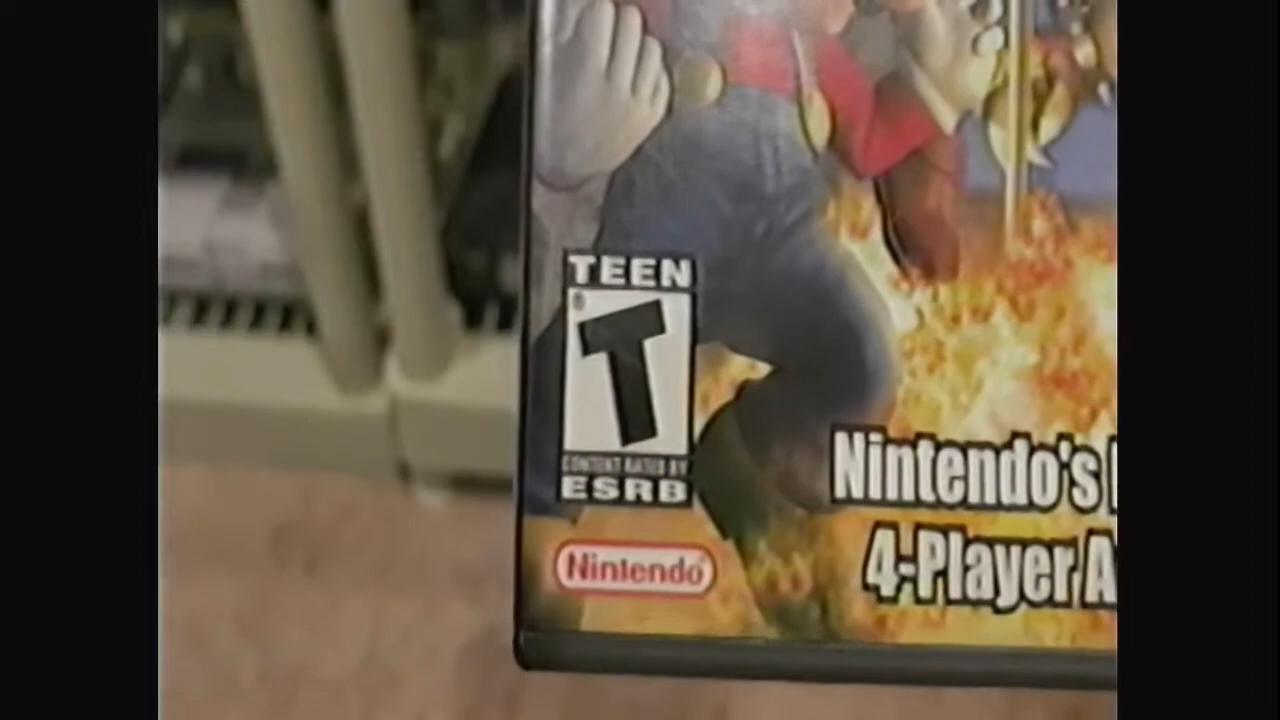 TEEN
T
CONTENT RATED BY
ESRB
Nintendo
Nintendo's
4-Player A